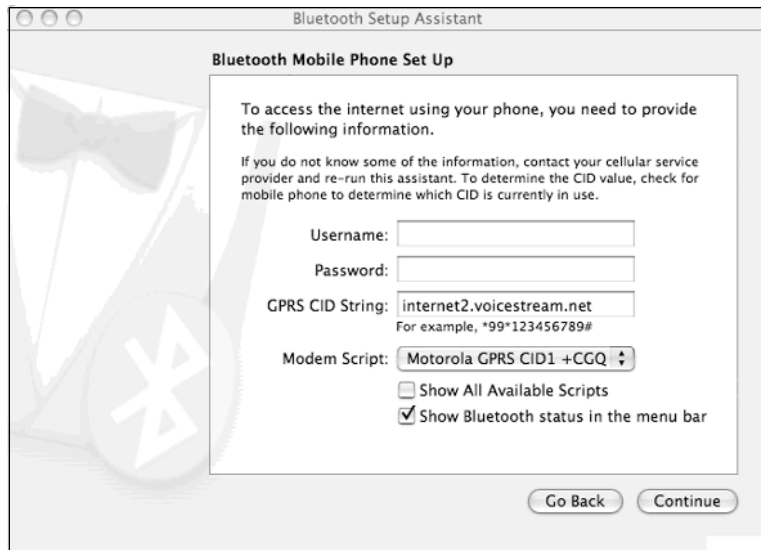 Bluetooth Setup Assistant
Bluetooth Mobile Phone Set Up
To access the internet using your phone, you need to provide
the following information.
If you do not know some of the information, contact your cellular service
provider and re-run this assistant. To determine the CID value, check for
mobile phone to determine which CID is currently in use.
Username:
Password:
GPRS CID String: internet2.voicestream.net
For example, *99*123456789#
Modem Script: Motorola GPRS CID1 +CGQ
Show All Available Scripts
Show Bluetooth status in the menu bar
Go Back Continue